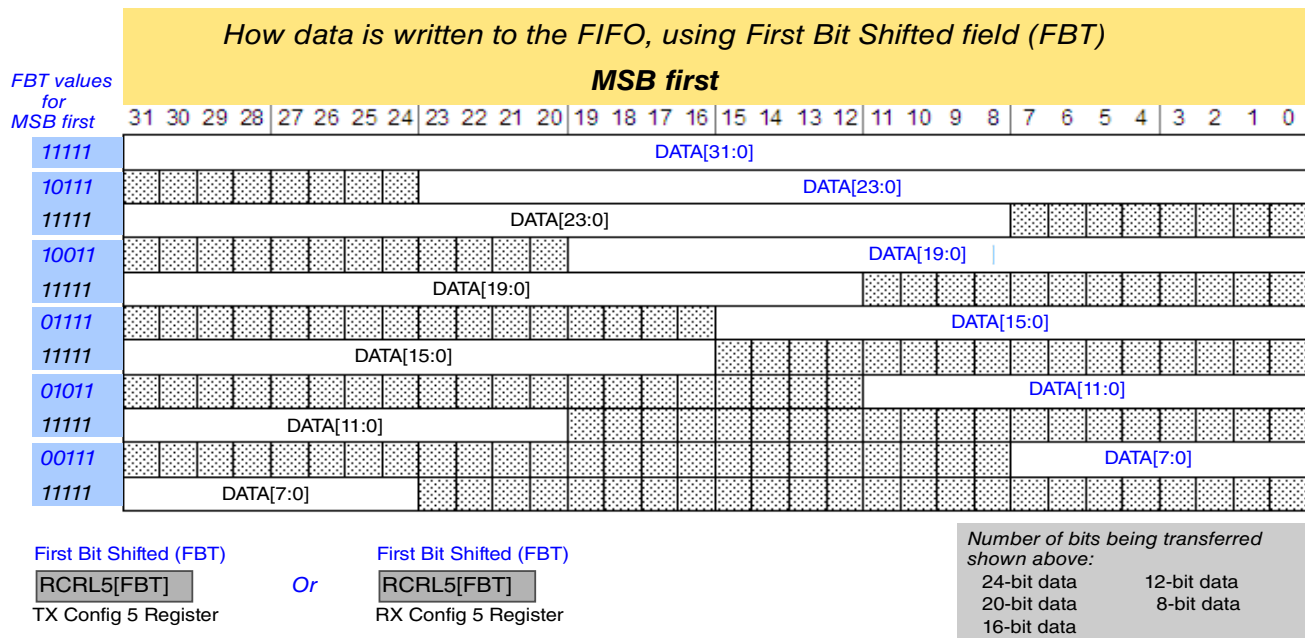 How data is written to the FIFO, using First Bit Shifted field (FBT)
MSB first
FBT values
for
MSB first
31 30 29 28 27 26 25 24 23 22 21 20 19 18 17 16 15 14 13 12 11 10 9 8 7 6 5 4 3 2 1 0
11111 DATA[31:0]
10111 DATA[23:0]
11111 DATA[23:0]
10011 DATA[19:0]
11111 DATA[19:0]
01111 DATA[15:0]
11111 DATA[15:0]
01011 DATA[11:0]
11111 DATA[11:0]
00111 DATA[7:0]
11111 DATA[7:0]
First Bit Shifted (FBT) First Bit Shifted (FBT)
RCRL5[FBT] Or RCRL5[FBT]
TX Config 5 Register RX Config 5 Register
Number of bits being transferred
shown above:
24-bit data 12-bit data
20-bit data 8-bit data
16-bit data